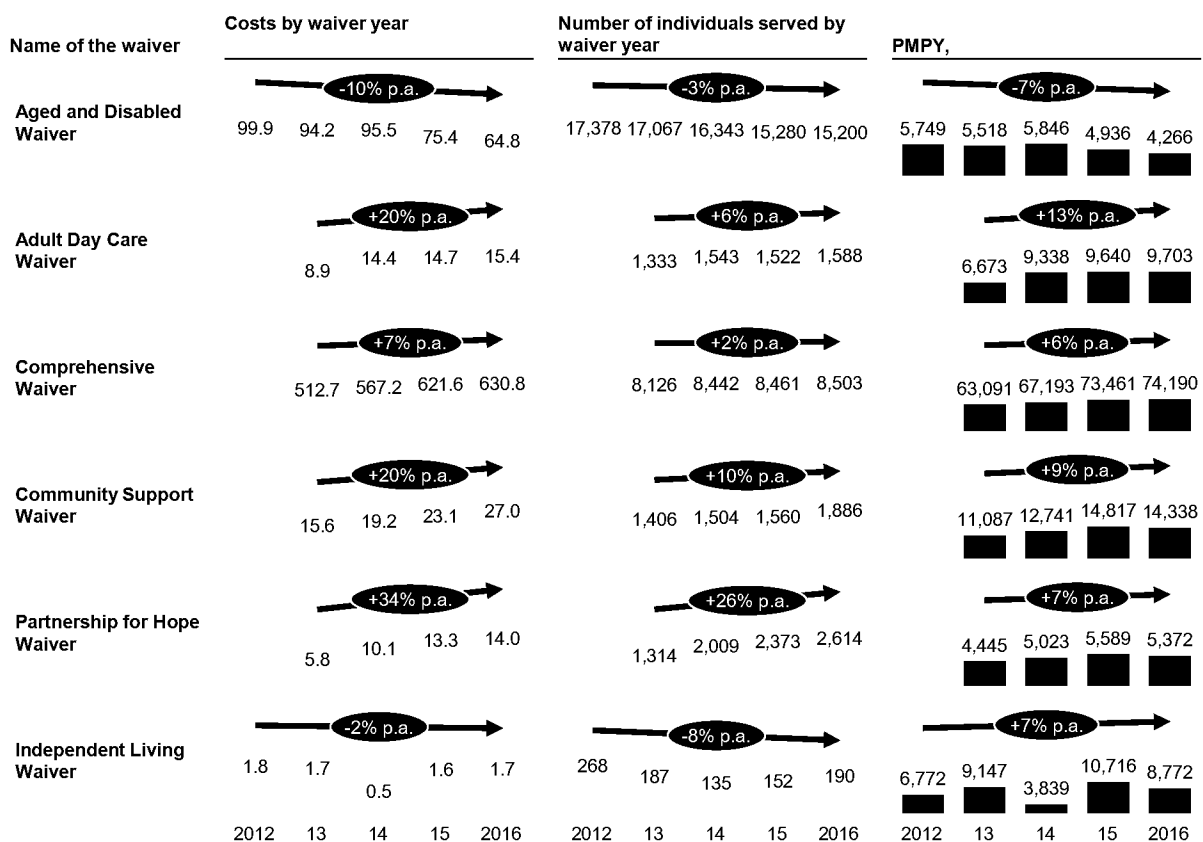 Name of the waiver
Costs by waiver year
Number of individuals served by
waiver year
PMPY,
Aged and Disabled
Waiver
-10% p.a.
99.9 94.2 95.5 75.4 64.8
-3% p.a.
17,378 17,067 16,343 15,280 15,200
-7% p.a.
5,749 5,518 5,846 4,936 4,266
Adult Day Care
Waiver
+20% p.a.
8.9 14.4 14.7 15.4
+6% p.a.
1,333 1,543 1,522 1,588
+13% p.a.
6,673 9,338 9,640 9,703
Comprehensive
Waiver
+7% p.a.
512.7 567.2 621.6 630.8
+2% p.a.
8,126 8,442 8,461 8,503
+6% p.a.
63,091 67,193 73,461 74,190
Community Support
Waiver
+20% p.a.
15.6 19.2 23.1 27.0
+10% p.a.
1,406 1,504 1,560 1,886
+9% p.a.
11,087 12,741 14,817 14,338
Partnership for Hope
Waiver
+34% p.a.
5.8 10.1 13.3 14.0
+26% p.a.
1,314 2,009 2,373 2,614
+7% p.a.
4,445 5,023 5,589 5,372
Independent Living
Waiver
-2% p.a.
1.8 1.7 0.5 1.6 1.7
-8% p.a.
268 187 135 152 190
+7% p.a.
6,772 9,147 3,839 10,716 8,772
2012 13 14 15 2016
2012 13 14 15 2016
2012 13 14 15 2016